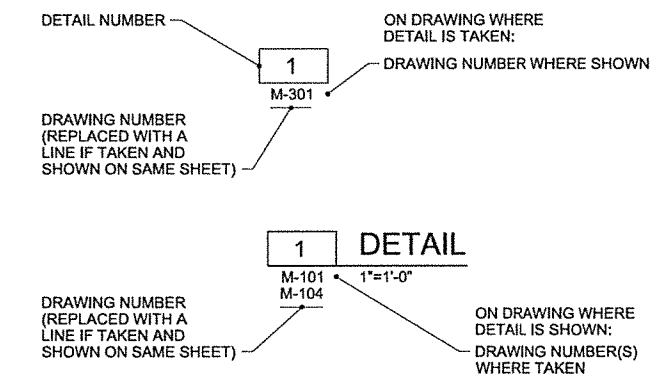 DETAIL NUMBER
ON DRAWING WHERE
DETAIL IS TAKEN:
1
DRAWING NUMBER WHERE SHOWN
M-301
DRAWING NUMBER
(REPLACED WITH A
LINE IF TAKEN AND
SHOWN ON SAME SHEET)
1
DETAIL
M-101
1"=1'-0"
M-104
DRAWING NUMBER
(REPLACED WITH A
LINE IF TAKEN AND
SHOWN ON SAME SHEET)
ON DRAWING WHERE
DETAIL IS SHOWN:
DRAWING NUMBER(S)
WHERE TAKEN